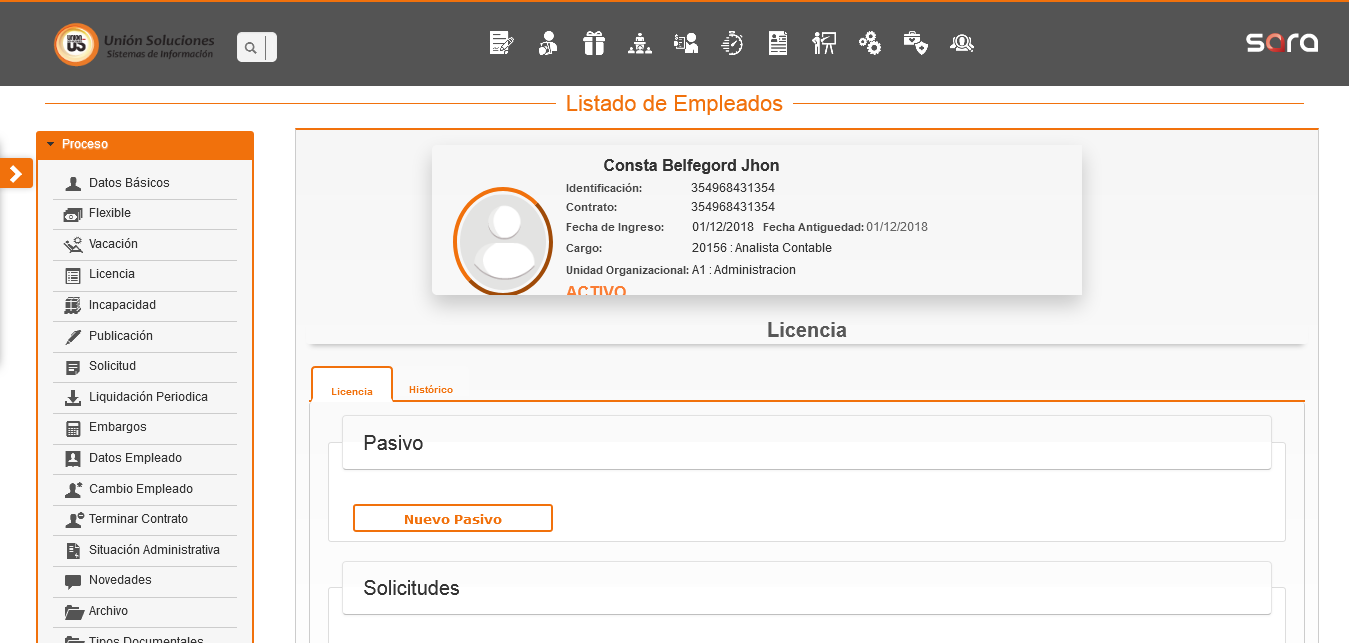 UNION
US
Unión Soluciones
Sistemas de Información
sara
Listado de Empleados
Proceso
Datos Básicos
Flexible
Vacación
Licencia
Incapacidad
Publicación
Solicitud
Liquidación Periodica
Embargos
Datos Empleado
Cambio Empleado
Terminar Contrato
Situación Administrativa
Novedades
Archivo
Tipos Documentales
Consta Belfegord Jhon
Identificación: 354968431354
Contrato: 354968431354
Fecha de Ingreso: 01/12/2018 Fecha Antiguedad: 01/12/2018
Cargo: 20156 : Analista Contable
Unidad Organizacional: A1 : Administracion
ACTIVO
Licencia
Licencia Histórico
Pasivo
Nuevo Pasivo
Solicitudes